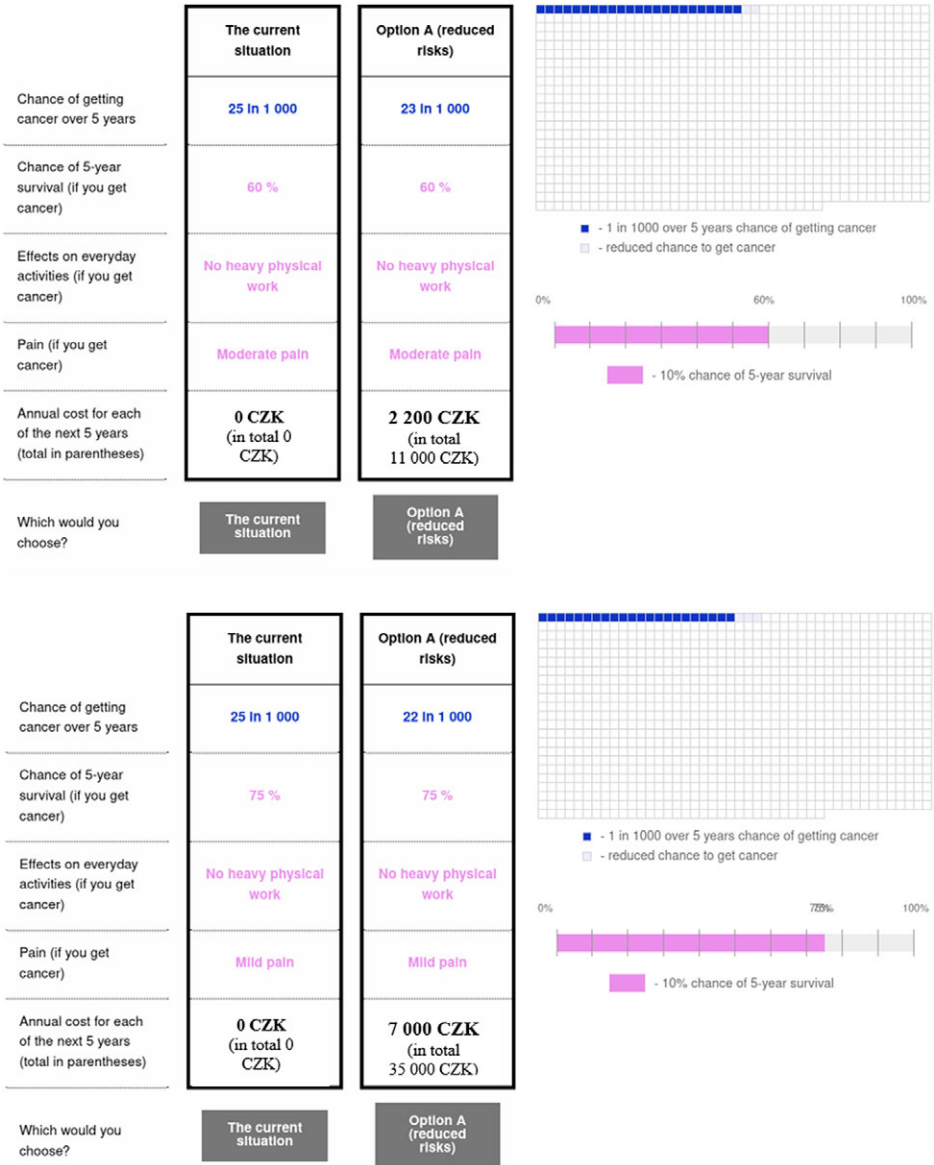 The current
situation
Option A (reduced
risks)
Chance of getting
cancer over 5 years
25 in 1 000
23 in 1 000
Chance of 5-year
survival (if you get
cancer)
60 %
60 %
Effects on everyday
activities (if you get
cancer)
No heavy physical
work
No heavy physical
work
Pain (if you get
cancer)
Moderate pain
Moderate pain
Annual cost for each
of the next 5 years
(total in parentheses)
0 CZK
(in total 0
CZK)
2 200 CZK
(in total
11 000 CZK)
Which would you
choose?
The current
situation
Option A
(reduced
risks)
- 1 in 1000 over 5 years chance of getting cancer
- reduced chance to get cancer
0% 60% 100%
- 10% chance of 5-year survival
The current
situation
Option A (reduced
risks)
Chance of getting
cancer over 5 years
25 in 1 000
22 in 1 000
Chance of 5-year
survival (if you get
cancer)
75 %
75 %
Effects on everyday
activities (if you get
cancer)
No heavy physical
work
No heavy physical
work
Pain (if you get
cancer)
Mild pain
Mild pain
Annual cost for each
of the next 5 years
(total in parentheses)
0 CZK
(in total 0
CZK)
7 000 CZK
(in total
35 000 CZK)
Which would you
choose?
The current
situation
Option A
(reduced
risks)
- 1 in 1000 over 5 years chance of getting cancer
- reduced chance to get cancer
0% 100%
- 10% chance of 5-year survival